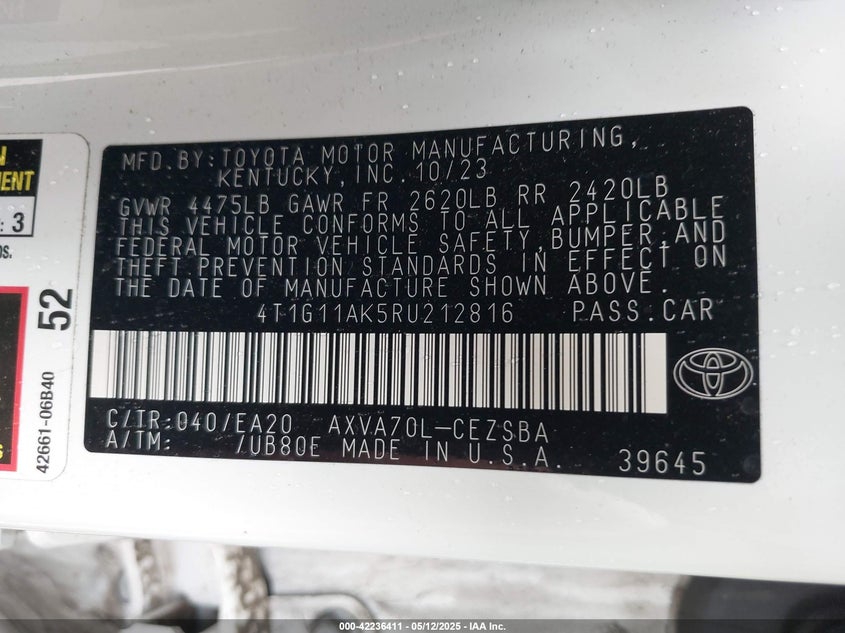 MFD.BY:TOYOTA MOTOR MANUFACTURING,
KENTUCKY,INC.10/23
GVWR 4475LB GAWR FR 2620LB RR 2420LB
THIS VEHICLE CONFORMS TO ALL APPLICABLE
FEDERAL MOTOR VEHICLE SAFETY,BUMPER,AND
THEFT PREVENTION STANDARDS IN EFFECT ON
THE DATE OF MANUFACTURE SHOWN ABOVE.
4T1G11AK5RU212816 PASS.CAR
C/TR:040/EA20 AXVA70L-CEZSBA
A/TM: /UB80E MADE IN U.S.A. 39645
3
52
42661-06B40
000-42236411 - 05/12/2025 - IAA Inc.